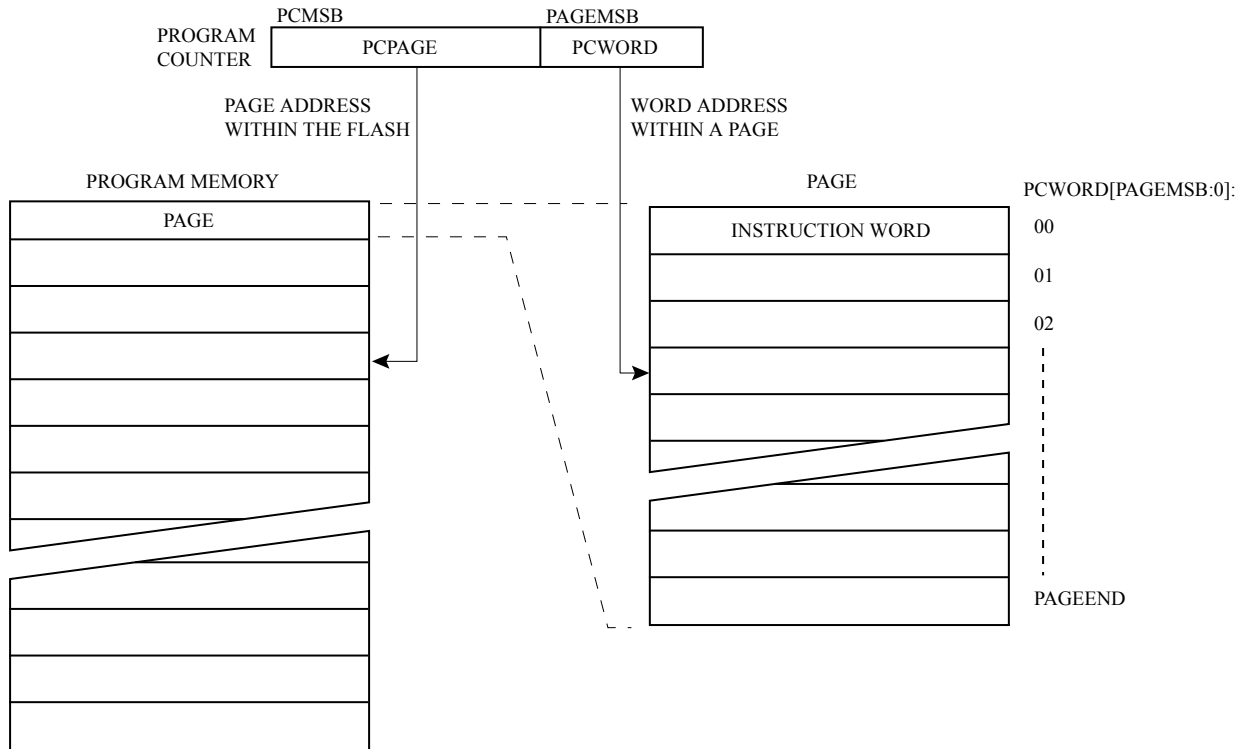 PCMSB
PAGEMSB
PROGRAM
COUNTER
PCPAGE
PCWORD
PAGE ADDRESS
WITHIN THE FLASH
WORD ADDRESS
WITHIN A PAGE
PROGRAM MEMORY
PAGE
PAGE
PCWORD[PAGEMSB:0]:
INSTRUCTION WORD
00
01
02
PAGEEND